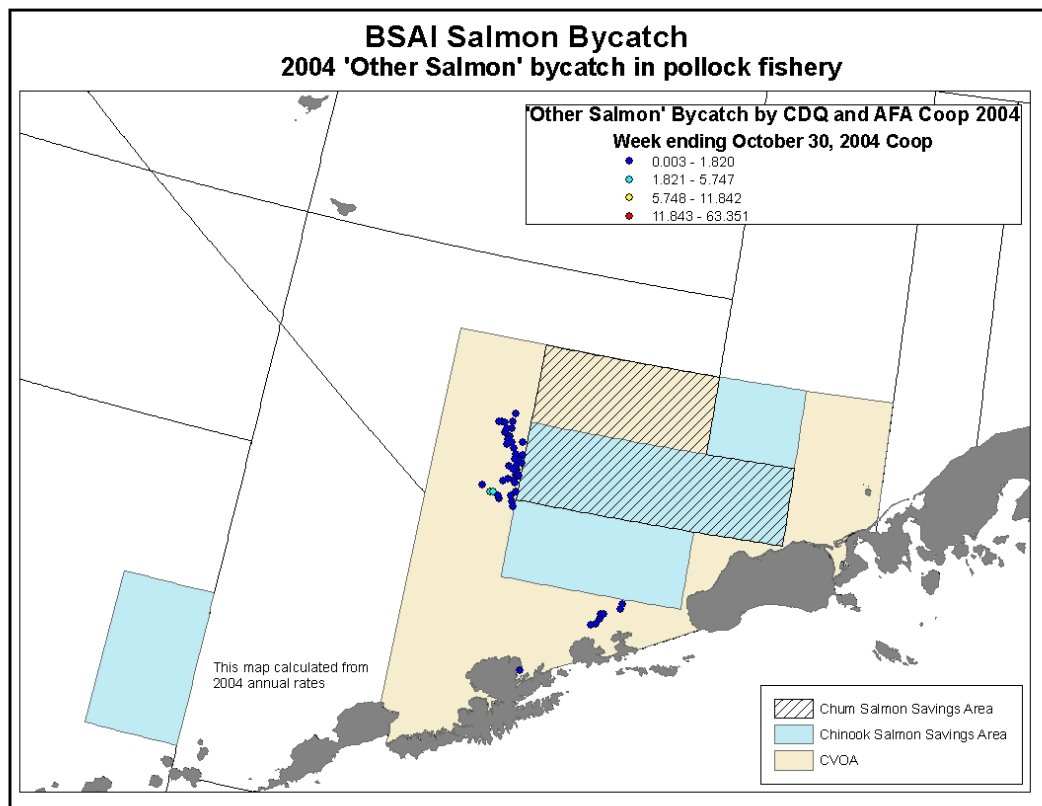 BSAI Salmon Bycatch
2004 'Other Salmon' bycatch in pollock fishery
'Other Salmon' Bycatch by CDQ and AFA Coop 2004
Week ending October 30, 2004 Coop
0.003 - 1.820
1.821 - 5.747
5.748 - 11.842
11.843 - 63.351
This map calculated from
2004 annual rates
Chum Salmon Savings Area
Chinook Salmon Savings Area
CVOA